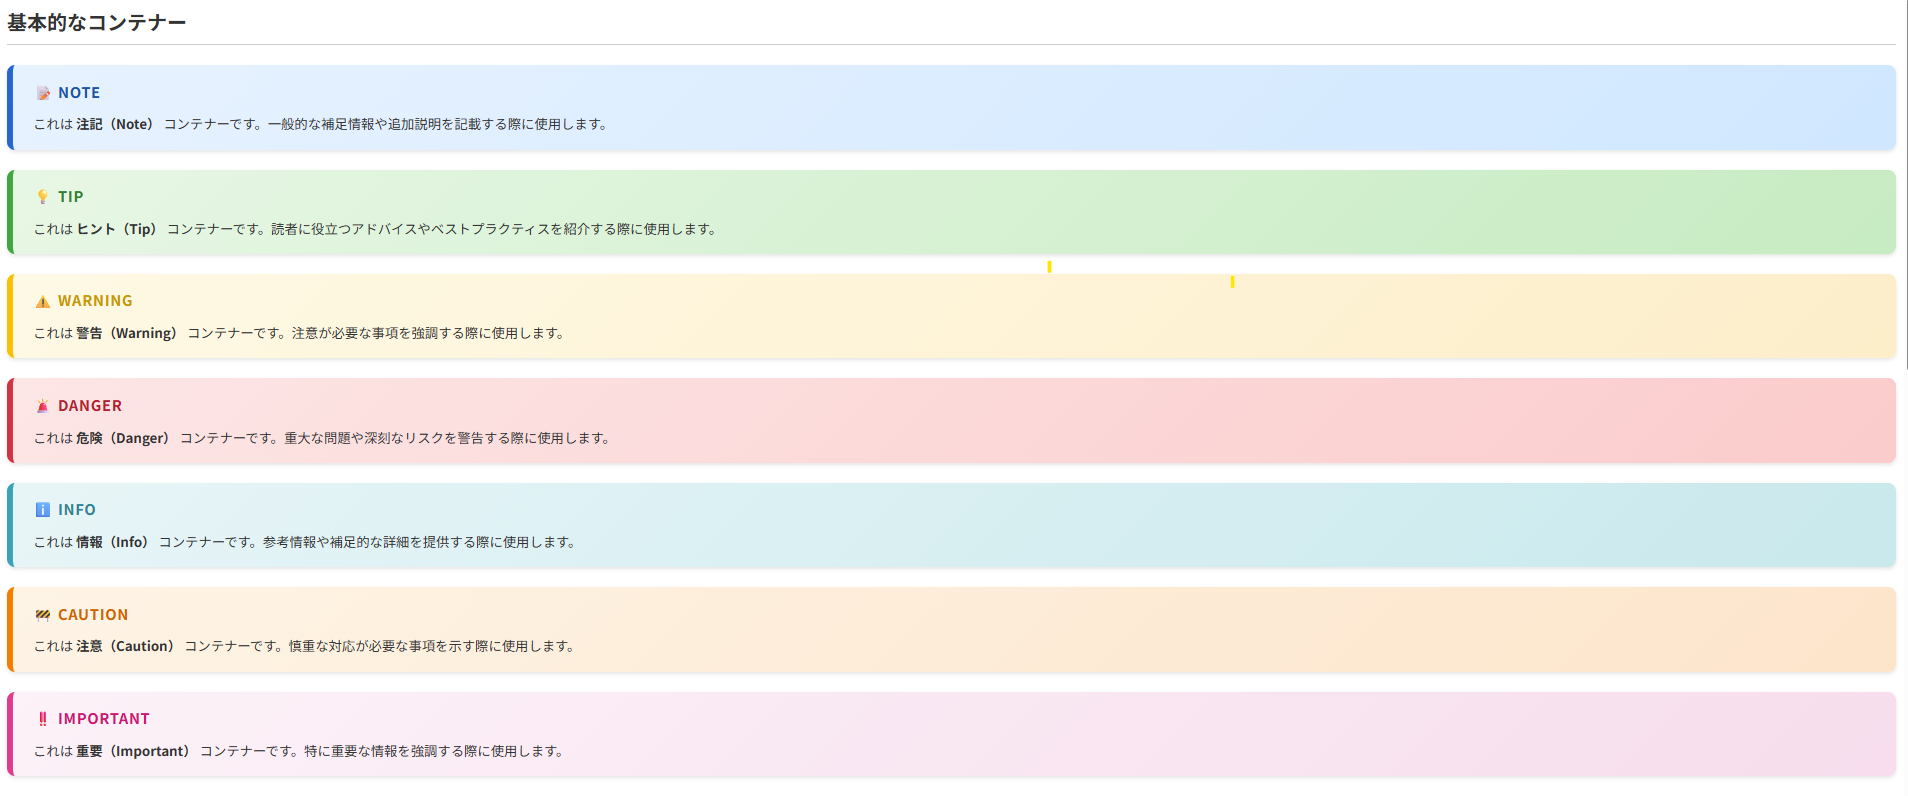 基本的なコンテナー
📝 NOTE
これは 注記（Note） コンテナーです。一般的な補足情報や追加説明を記載する際に使用します。
💡 TIP
これは ヒント（Tip） コンテナーです。読者に役立つアドバイスやベストプラクティスを紹介する際に使用します。
⚠️ WARNING
これは 警告（Warning） コンテナーです。注意が必要な事項を強調する際に使用します。
🚨 DANGER
これは 危険（Danger） コンテナーです。重大な問題や深刻なリスクを警告する際に使用します。
ℹ️ INFO
これは 情報（Info） コンテナーです。参考情報や補足的な詳細を提供する際に使用します。
🚧 CAUTION
これは 注意（Caution） コンテナーです。慎重な対応が必要な事項を示す際に使用します。
‼️ IMPORTANT
これは 重要（Important） コンテナーです。特に重要な情報を強調する際に使用します。